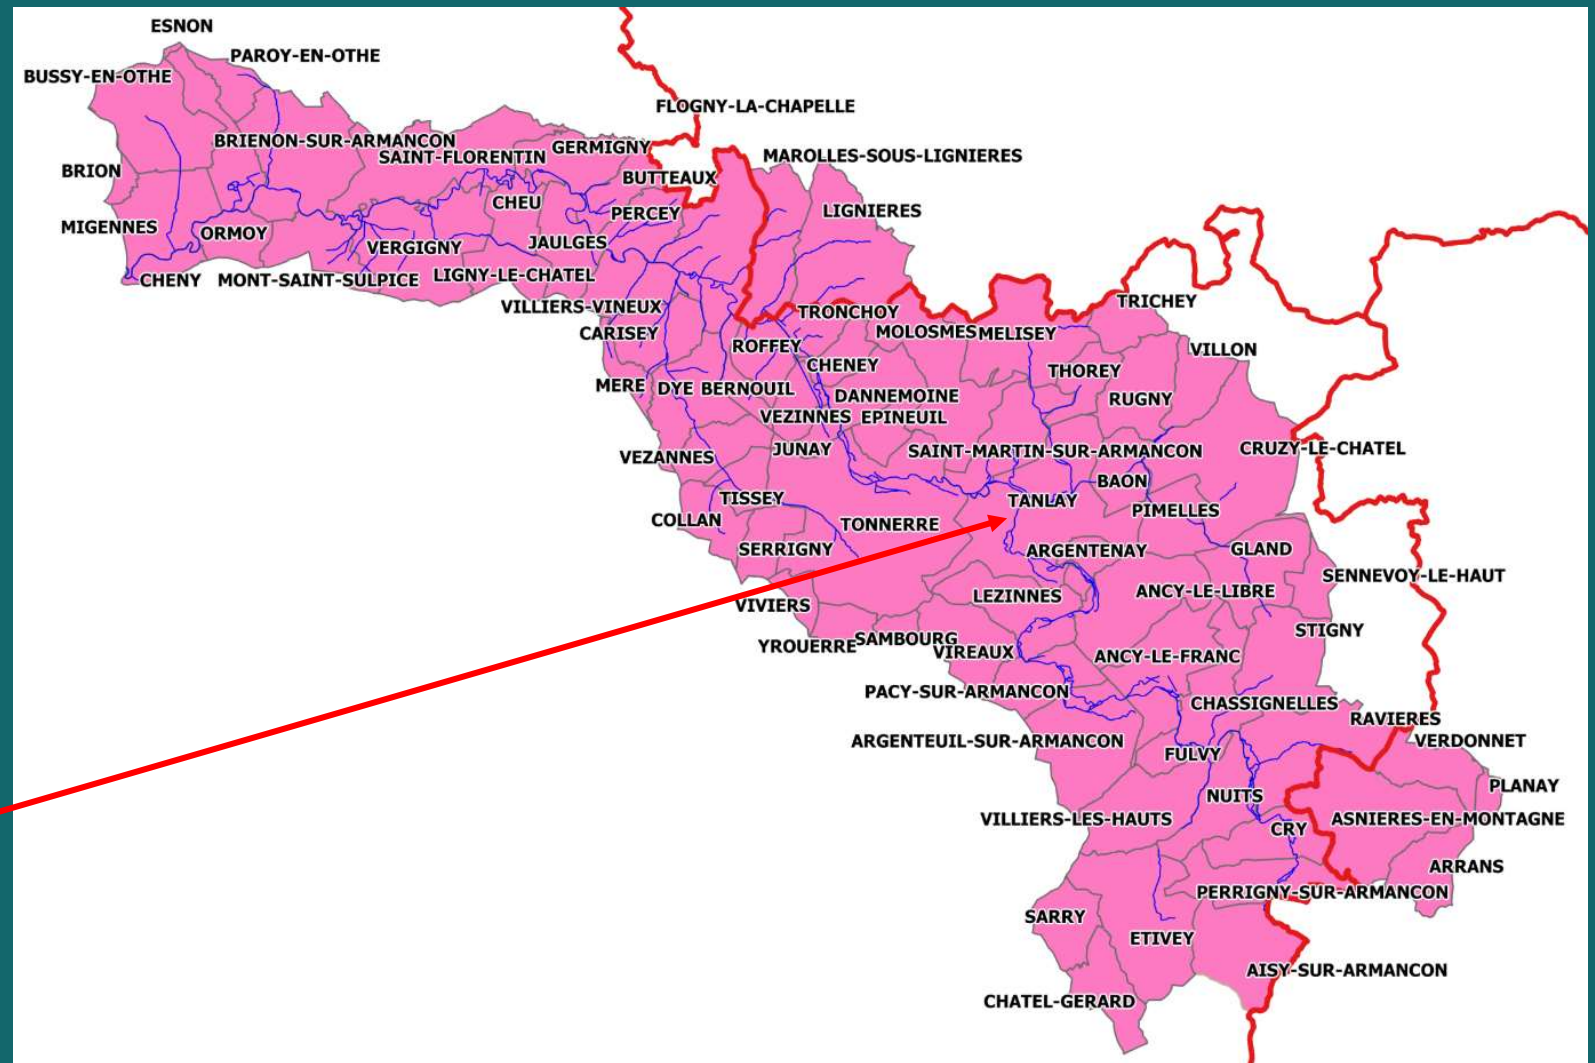 ESNON
PAROY-EN-OTHE
BUSSY-EN-OTHE
FLOGNY-LA-CHAPELLE
BRIENON-SUR-ARMANCON
GERMIGNY
SAINT-FLORENTIN
MAROLLES-SOUS-LIGNIERES
BRION
BUTTEAUX
CHEU
PERCEY
LIGNIERES
MIGENNES
ORMOY
JAULGES
VERGIGNY
CHENY
MONT-SAINT-SULPICE
LIGNY-LE-CHATEL
VILLIERS-VINEUX
TRONCHOY
TRICHEY
CARISEY
MOLOSMES
MELISEY
ROFFEY
VILLON
CHENEY
THOREY
MERE
DYE
BERNOUIL
DANNEMOINE
RUGNY
VEZINNES
EPINEUIL
JUNAY
SAINT-MARTIN-SUR-ARMANCON
CRUZY-LE-CHATEL
VEZANNES
BAON
TISSEY
TANLAY
PIMELLES
COLLAN
TONNERRE
SERRIGNY
ARGENTENAY
GLAND
SENNEVOY-LE-HAUT
LEZINNES
ANCY-LE-LIBRE
VIVIERS
STIGNY
YROUERRE
SAMBOURG
VIREAUX
ANCY-LE-FRANC
PACY-SUR-ARMANCON
CHASSIGNELLES
RAVIERES
ARGENTEUIL-SUR-ARMANCON
VERDONNET
FULVY
PLANAY
NUITS
VILLIERS-LES-HAUTS
CRY
ASNIERES-EN-MONTAGNE
ARRANS
PERRIGNY-SUR-ARMANCON
SARRY
ETIVEY
AISY-SUR-ARMANCON
CHATEL-GERARD